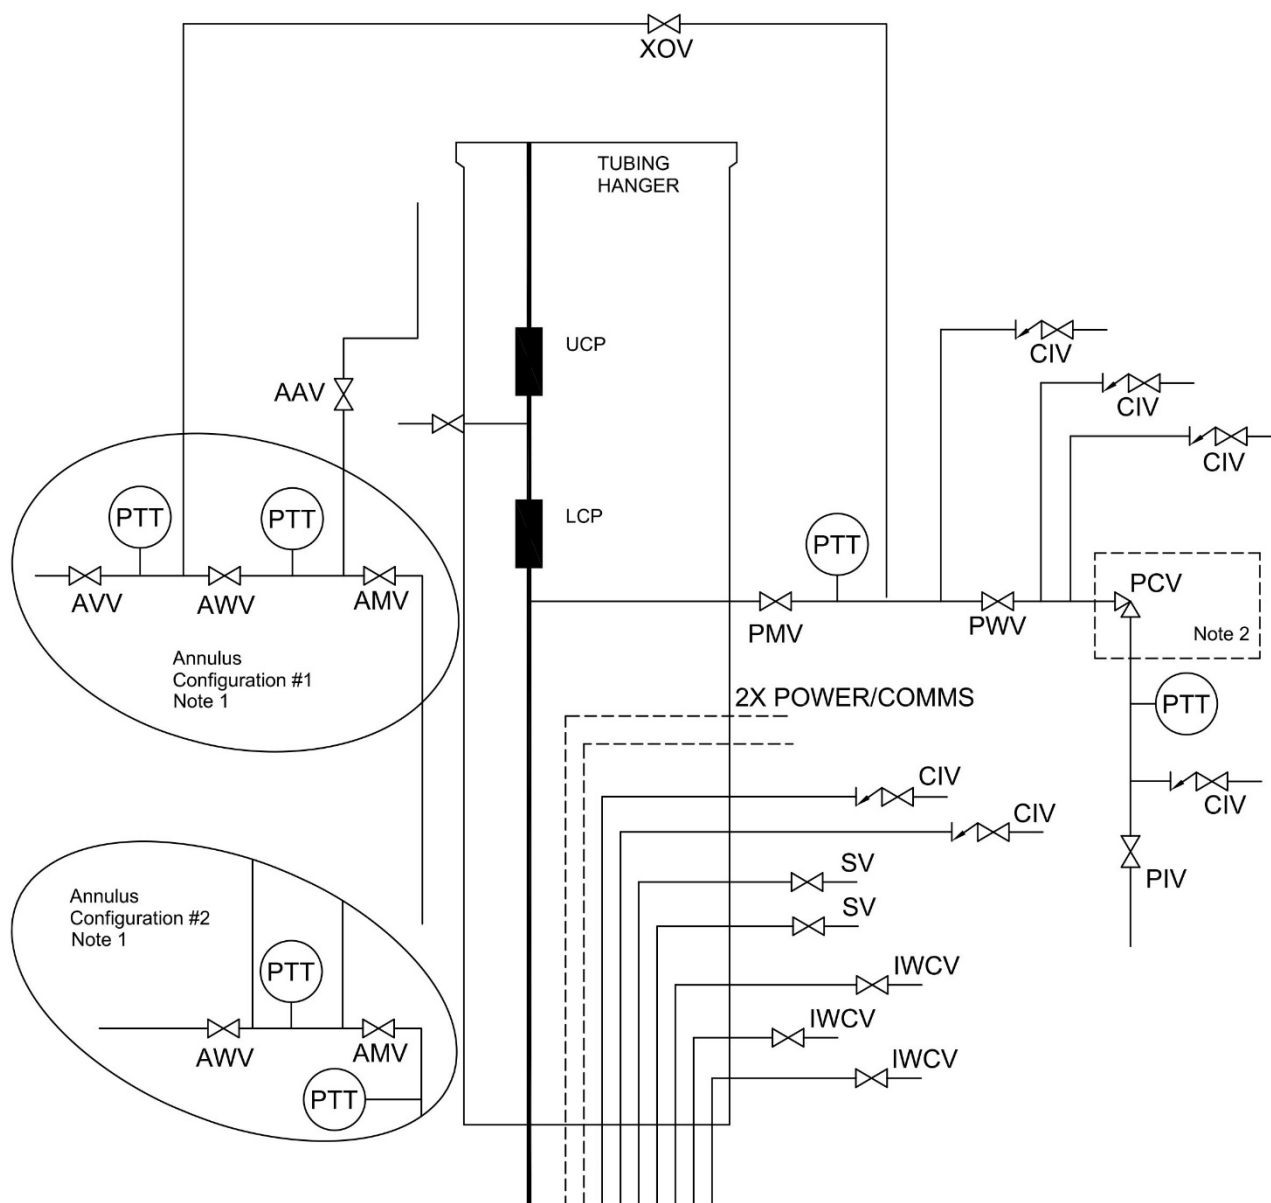 XOV
TUBING
HANGER
UCP
CIV
AAV
CIV
CIV
PTT
PTT
LCP
PTT
AVV
AWV
AMV
PMV
PWV
PCV
Note 2
Annulus
Configuration #1
Note 1
2X POWER/COMMS
PTT
CIV
CIV
CIV
SV
PIV
SV
Annulus
Configuration #2
Note 1
PTT
IWCV
IWCV
AWV
AMV
IWCV
PTT